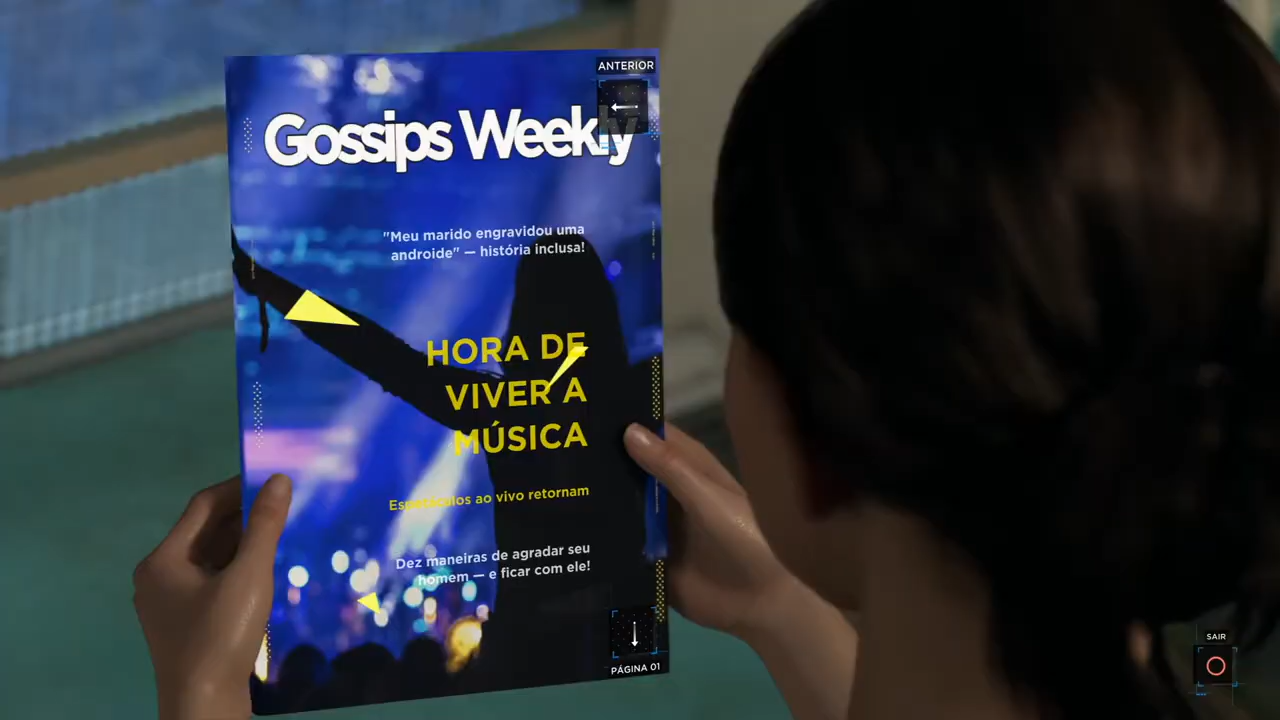 ANTERIOR
Gossips Weekly
"Meu marido engravidou uma
androide" — história inclusa!
HORA DE
VIVER A
MÚSICA
Espetáculos ao vivo retornam
Dez maneiras de agradar seu
homem — e ficar com ele!
PÁGINA 01
SAIR